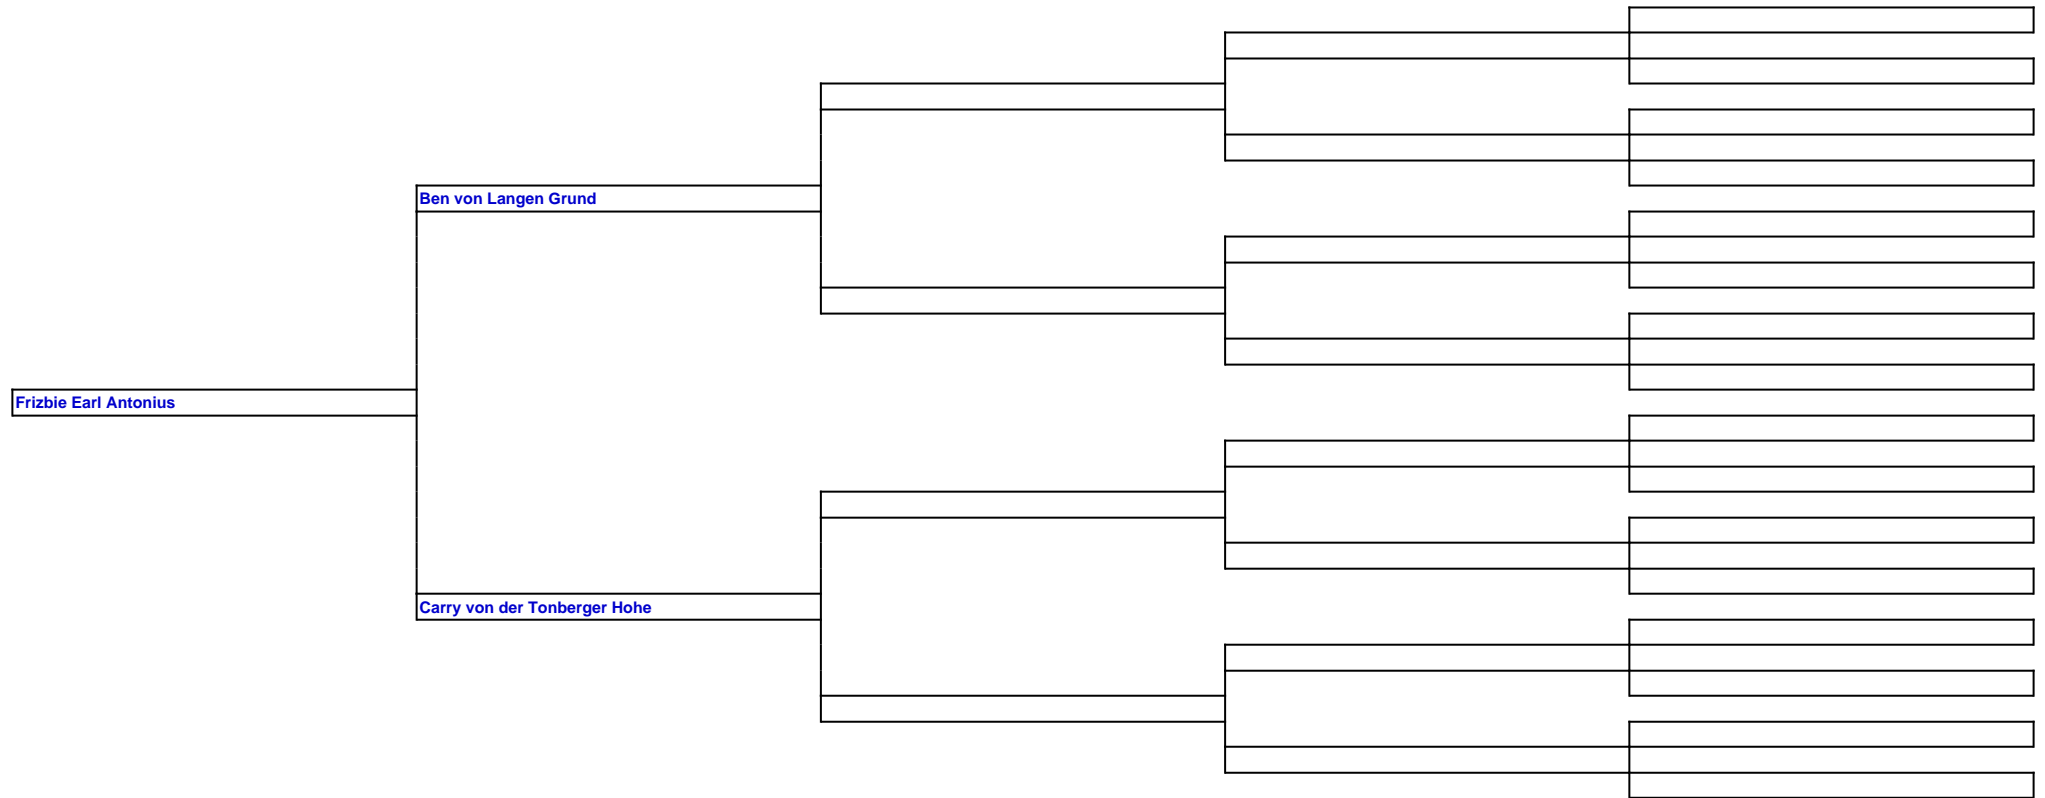 Ben von Langen Grund
Frizbie Earl Antonius
Carry von der Tonberger Hohe